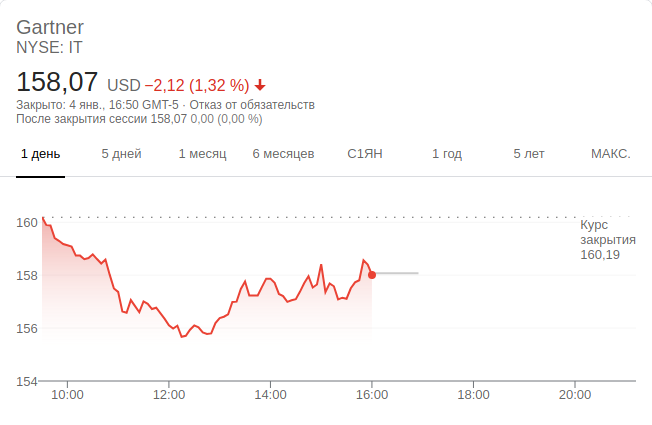 Gartner
NYSE: IT
158,07 USD −2,12 (1,32 %)
Закрыто: 4 янв., 16:50 GMT-5 · Отказ от обязательств
После закрытия сессии 158,07 0,00 (0,00 %)
1 день 5 дней 1 месяц 6 месяцев С1ЯН 1 год 5 лет МАКС.
160
Курс
закрытия
160,19
158
156
154
10:00 12:00 14:00 16:00 18:00 20:00